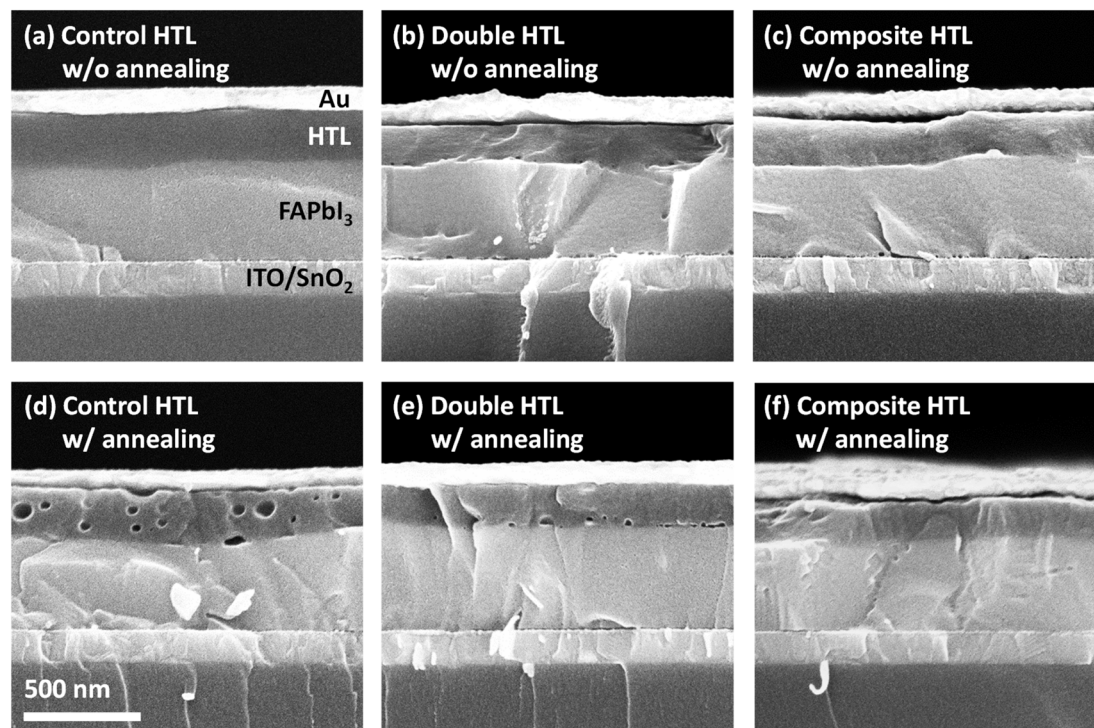 (a) Control HTL
w/o annealing
Au
HTL
FAPbI₃
ITO/SnO₂
(b) Double HTL
w/o annealing
(c) Composite HTL
w/o annealing
(d) Control HTL
w/ annealing
500 nm
(e) Double HTL
w/ annealing
(f) Composite HTL
w/ annealing